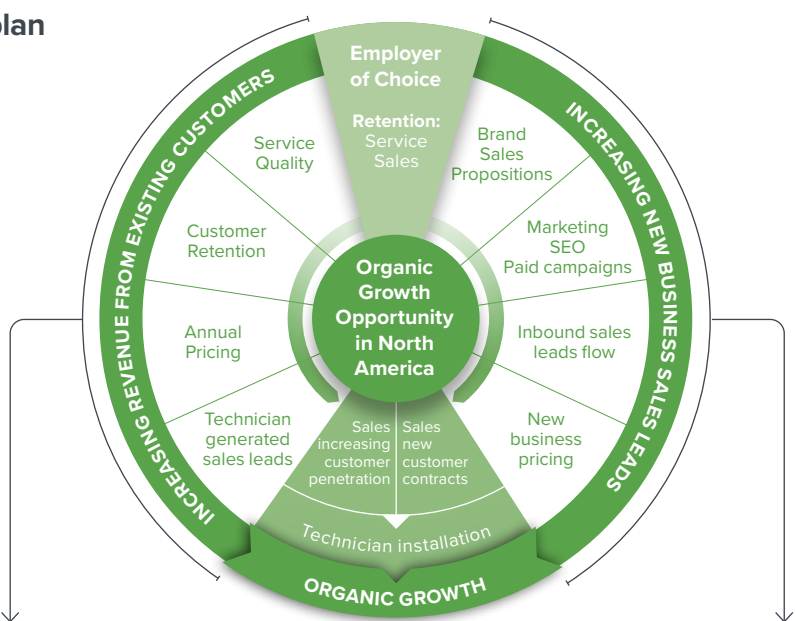 plan
Employer
of Choice
Retention:
Service
Sales
INCREASING REVENUE FROM EXISTING CUSTOMERS
Service
Quality
Customer
Retention
Annual
Pricing
Technician
generated
sales leads
INCREASING NEW BUSINESS SALES LEADS
Brand
Sales
Propositions
Marketing
SEO
Paid campaigns
Inbound sales
leads flow
New
business
pricing
Organic
Growth
Opportunity
in North
America
Sales
increasing
customer
penetration
Sales
new
customer
contracts
Technician installation
ORGANIC GROWTH